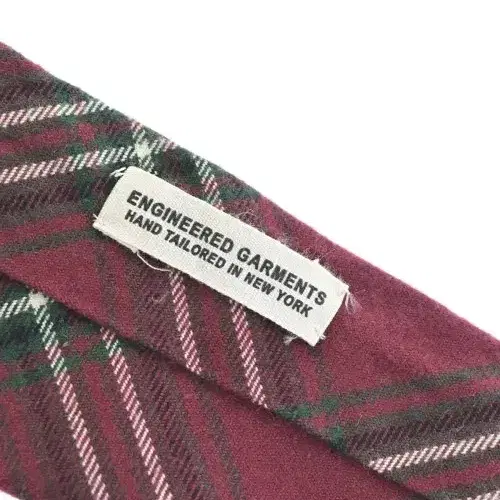 ENGINEERED GARMENTS
HAND TAILORED IN NEW YORK